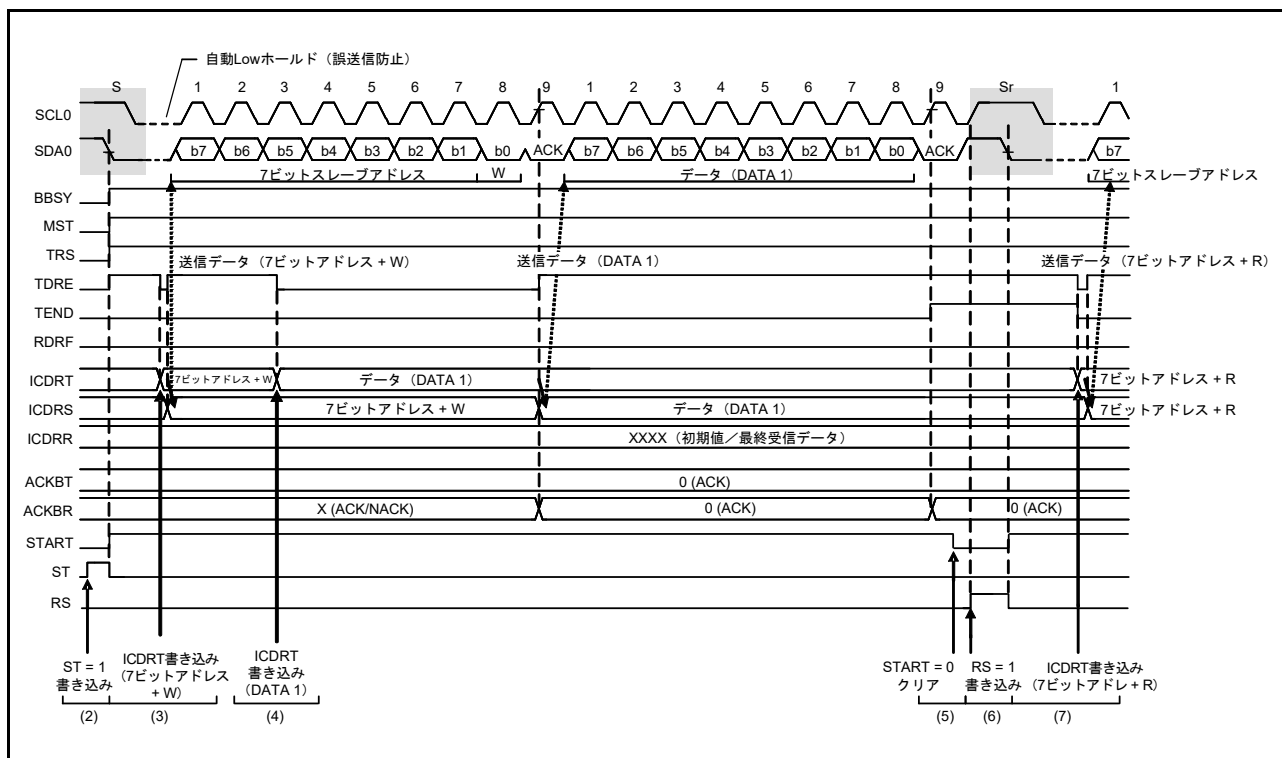 自動Lowホールド（誤送信防止）
S 1 2 3 4 5 6 7 8 9 1 2 3 4 5 6 7 8 9 Sr 1
SCL0
SDA0 b7 b6 b5 b4 b3 b2 b1 b0 ACK b7 b6 b5 b4 b3 b2 b1 b0 ACK b7
7ビットスレーブアドレス W データ（DATA 1） 7ビットスレーブアドレス
BBSY
MST
TRS
送信データ（7ビットアドレス + W） 送信データ（DATA 1） 送信データ（7ビットアドレス + R）
TDRE
TEND
RDRF
ICDRT 7ビットアドレス + W データ（DATA 1） 7ビットアドレス + R
ICDRS 7ビットアドレス + W データ（DATA 1） 7ビットアドレス + R
ICDRR XXXX（初期値／最終受信データ）
ACKBT 0 (ACK)
ACKBR X (ACK/NACK) 0 (ACK) 0 (ACK)
START
ST
RS
ST = 1
書き込み
ICDRT書き込み
（7ビットアドレス
+ W）
ICDRT
書き込み
（DATA 1）
START = 0
クリア
RS = 1
書き込み
ICDRT書き込み
（7ビットアドレ + R）
(2) (3) (4) (5) (6) (7)